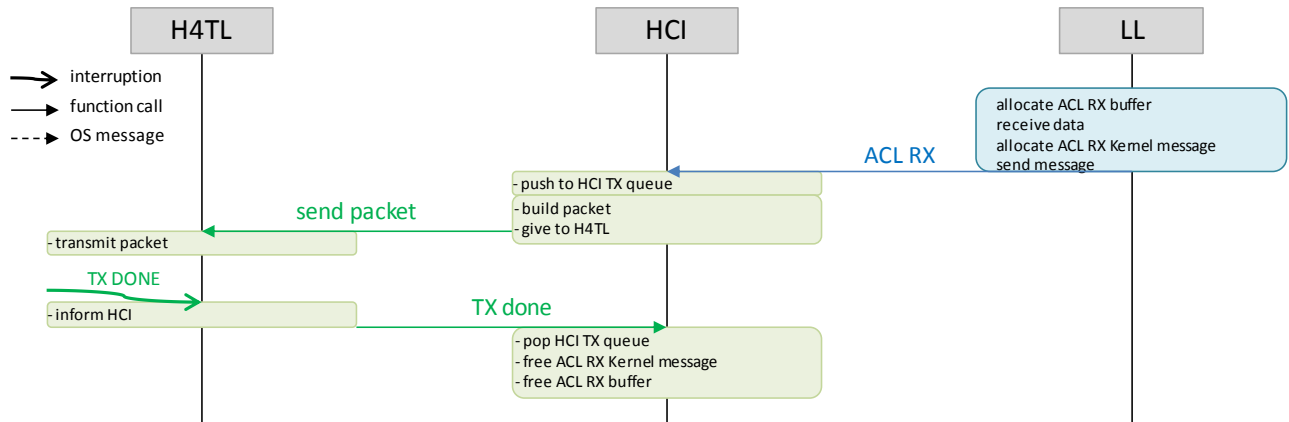 H4TL
HCI
LL
interruption
function call
OS message
allocate ACL RX buffer
receive data
allocate ACL RX Kernel message
send message
ACL RX
- push to HCI TX queue
- build packet
- give to H4TL
send packet
- transmit packet
TX DONE
- inform HCI
TX done
- pop HCI TX queue
- free ACL RX Kernel message
- free ACL RX buffer